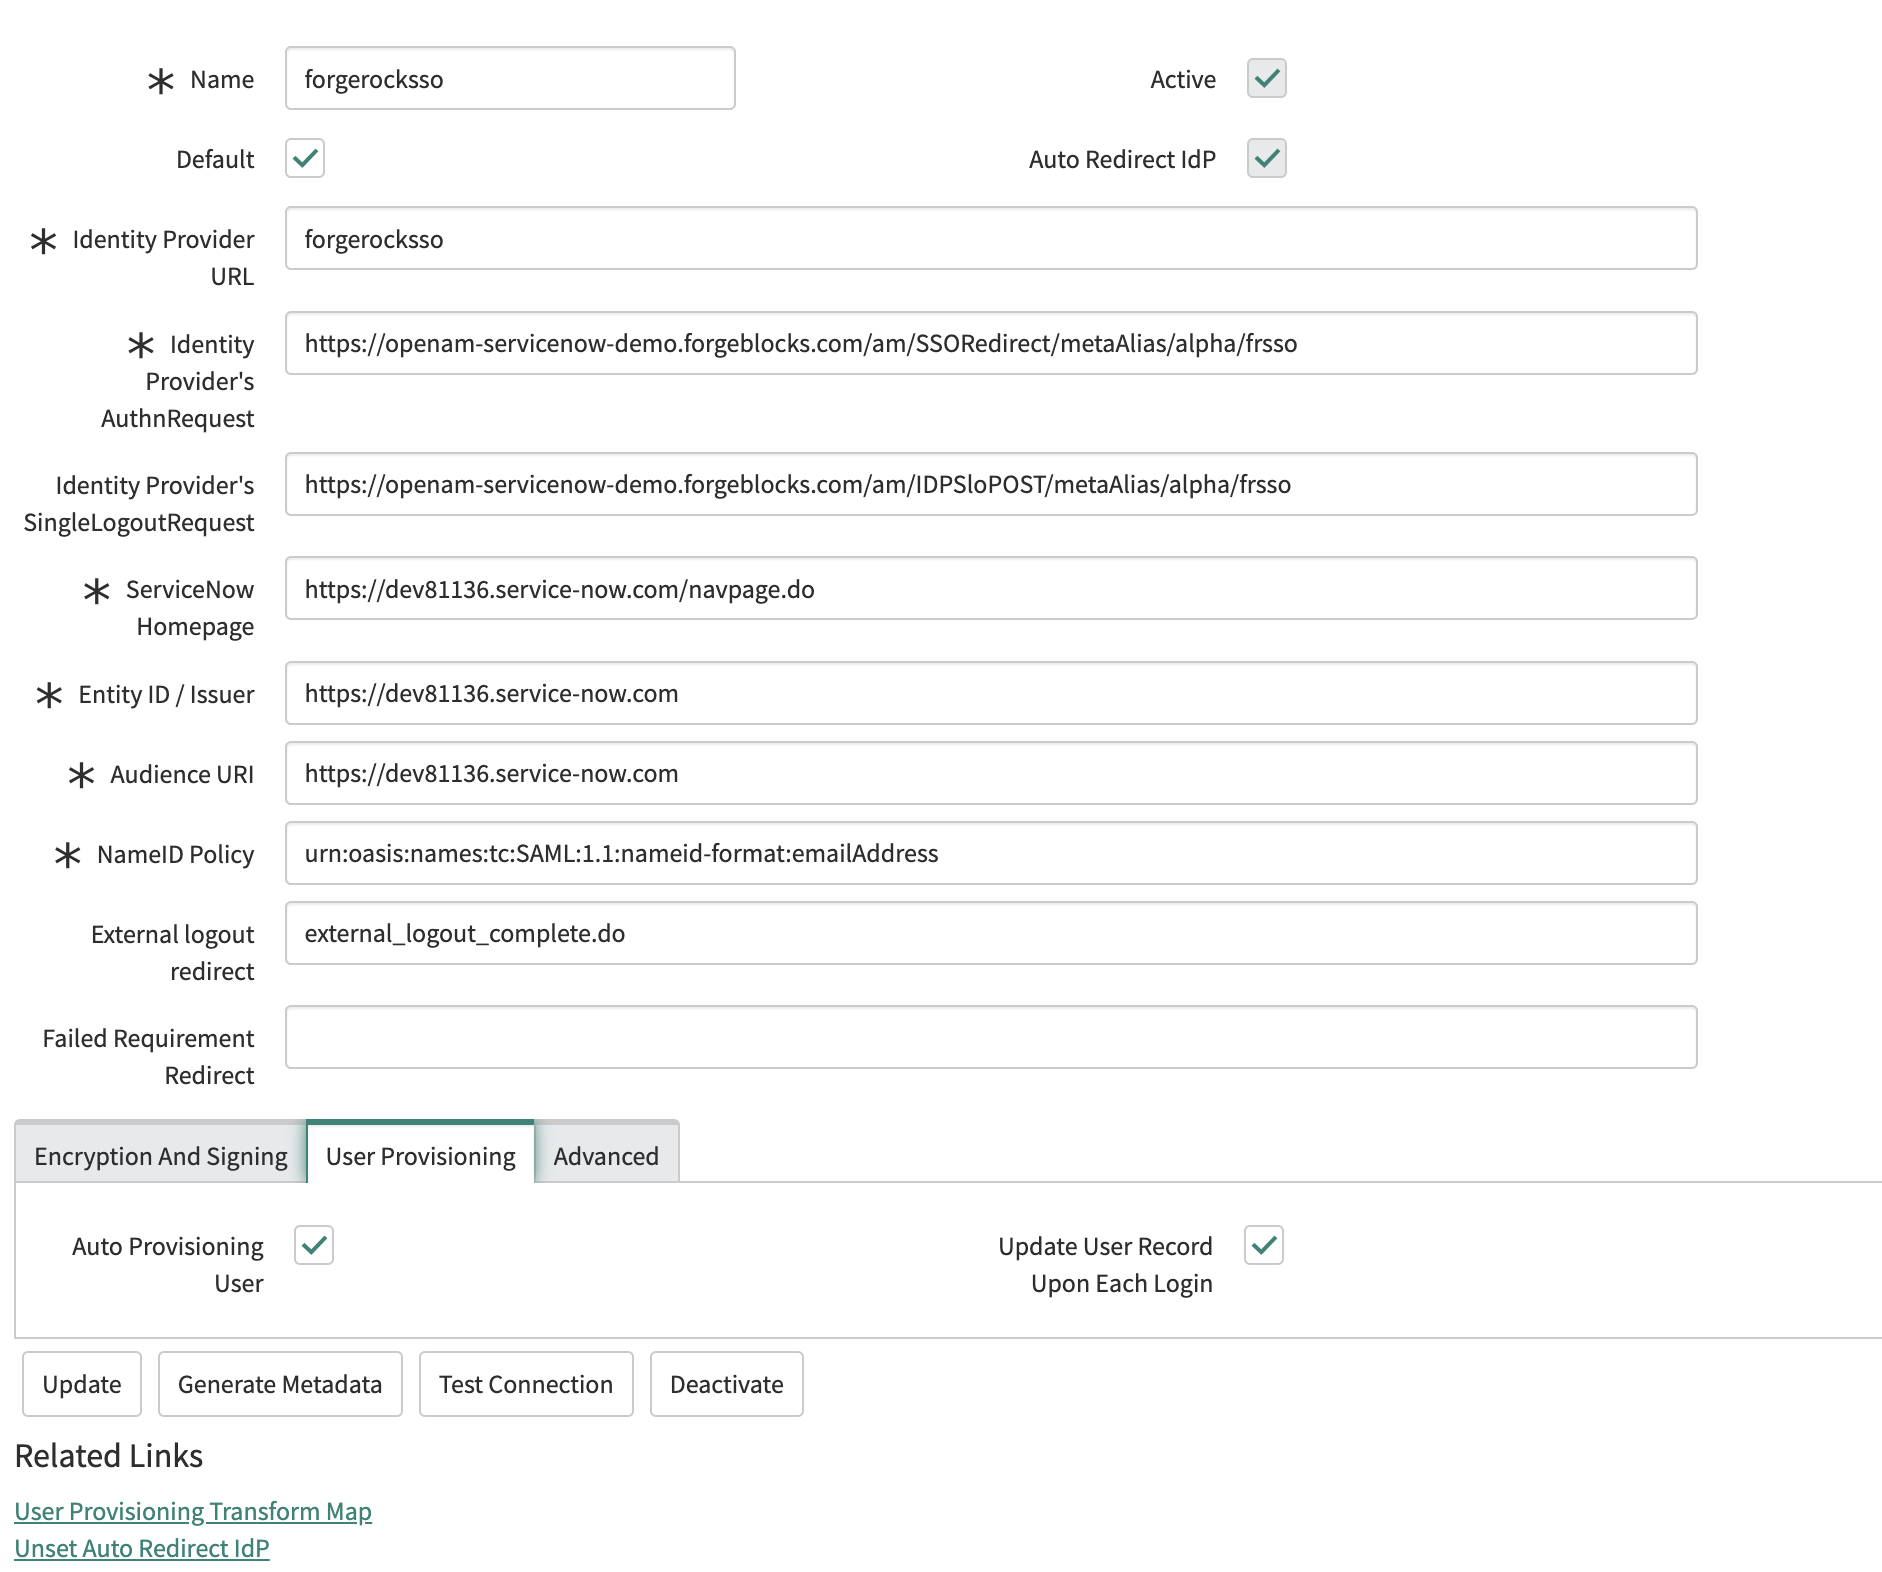 Name
forgerocksso
Active
Default
Auto Redirect IdP
Identity Provider
URL
forgerocksso
Identity
Provider's
AuthnRequest
https://openam-servicenow-demo.forgeblocks.com/am/SSORedirect/metaAlias/alpha/frsso
Identity Provider's
SingleLogoutRequest
https://openam-servicenow-demo.forgeblocks.com/am/IDPSloPOST/metaAlias/alpha/frsso
ServiceNow
Homepage
https://dev81136.service-now.com/navpage.do
Entity ID / Issuer
https://dev81136.service-now.com
Audience URI
https://dev81136.service-now.com
NameID Policy
urn:oasis:names:tc:SAML:1.1:nameid-format:emailAddress
External logout
redirect
external_logout_complete.do
Failed Requirement
Redirect
Encryption And Signing
User Provisioning
Advanced
Auto Provisioning
User
Update User Record
Upon Each Login
Update
Generate Metadata
Test Connection
Deactivate
Related Links
User Provisioning Transform Map
Unset Auto Redirect IdP